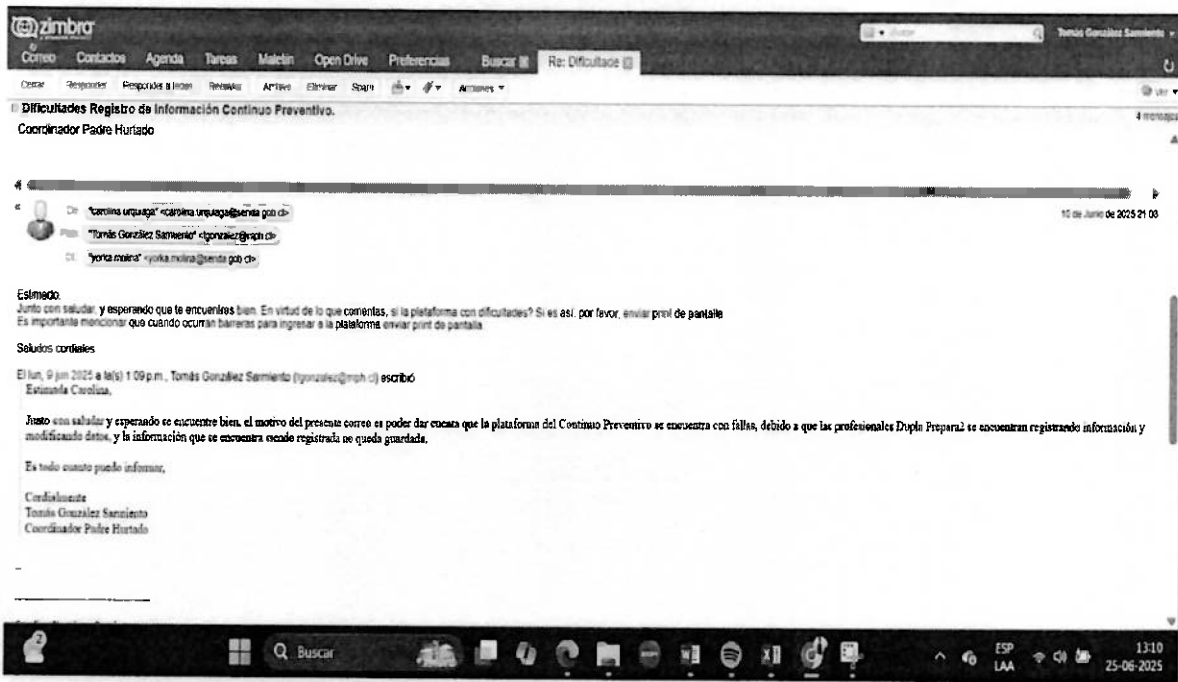 zimbra
Tomás González Sarmiento
Correo Contactos Agenda Tareas Maletín Open Drive Preferencias Buscar Re: Dificultade
Cerrar Responder Responder a todos Reenviar Archivo Eliminar Spam Acciones Ver
Dificultades Registro de Información Continuo Preventivo.
4 mensajes
Coordinador Padre Hurtado
De: "carolina.urquiaga" <carolina.urquiaga@senda.gob.cl>
10 de Junio de 2025 21:08
Para: "Tomás González Sarmiento" <tgonzalez@mph.cl>
CC: "yorka.molina" <yorka.molina@senda.gob.cl>
Estimado.
Junto con saludar, y esperando que te encuentres bien. En virtud de lo que comentas, si la plataforma con dificultades? Si es así, por favor, enviar print de pantalla
Es importante mencionar que cuando ocurran barreras para ingresar a la plataforma enviar print de pantalla
Saludos cordiales
El lun, 9 jun 2025 a la(s) 1:09 p.m., Tomás González Sarmiento (tgonzalez@mph.cl) escribió
Estimada Carolina,
Junto con saludar y esperando se encuentre bien, el motivo del presente correo es poder dar cuenta que la plataforma del Continuo Preventivo se encuentra con fallas, debido a que las profesionales Dupla Prepara2 se encuentran registrando información y
modificando datos, y la información que se encuentra siendo registrada no queda guardada.
Es todo cuanto puedo informar,
Cordialmente
Tomás González Sarmiento
Coordinador Padre Hurtado
2
Buscar
ESP
LAA
13:10
25-06-2025